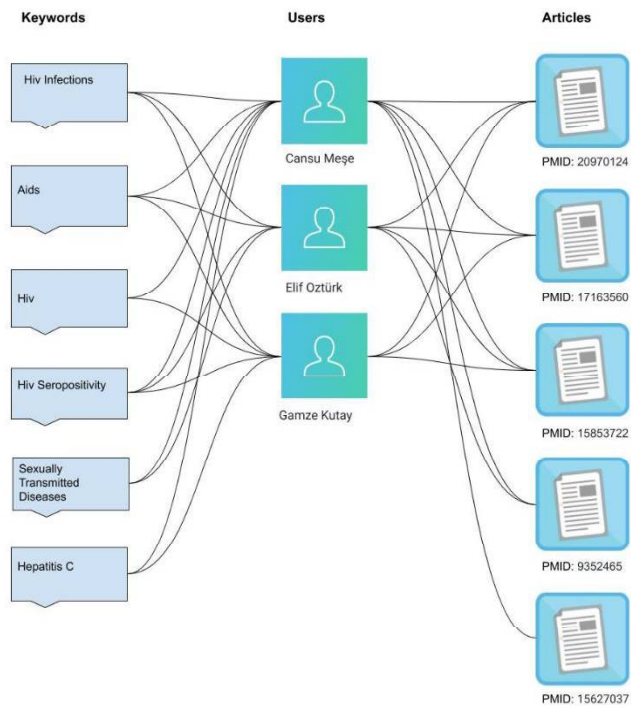 Keywords
Users
Articles
Hiv Infections
Aids
Hiv
Hiv Seropositivity
Sexually
Transmitted
Diseases
Hepatitis C
Cansu Meşe
Elif Oztürk
Gamze Kutay
PMID: 20970124
PMID: 17163560
PMID: 15853722
PMID: 9352465
PMID: 15627037